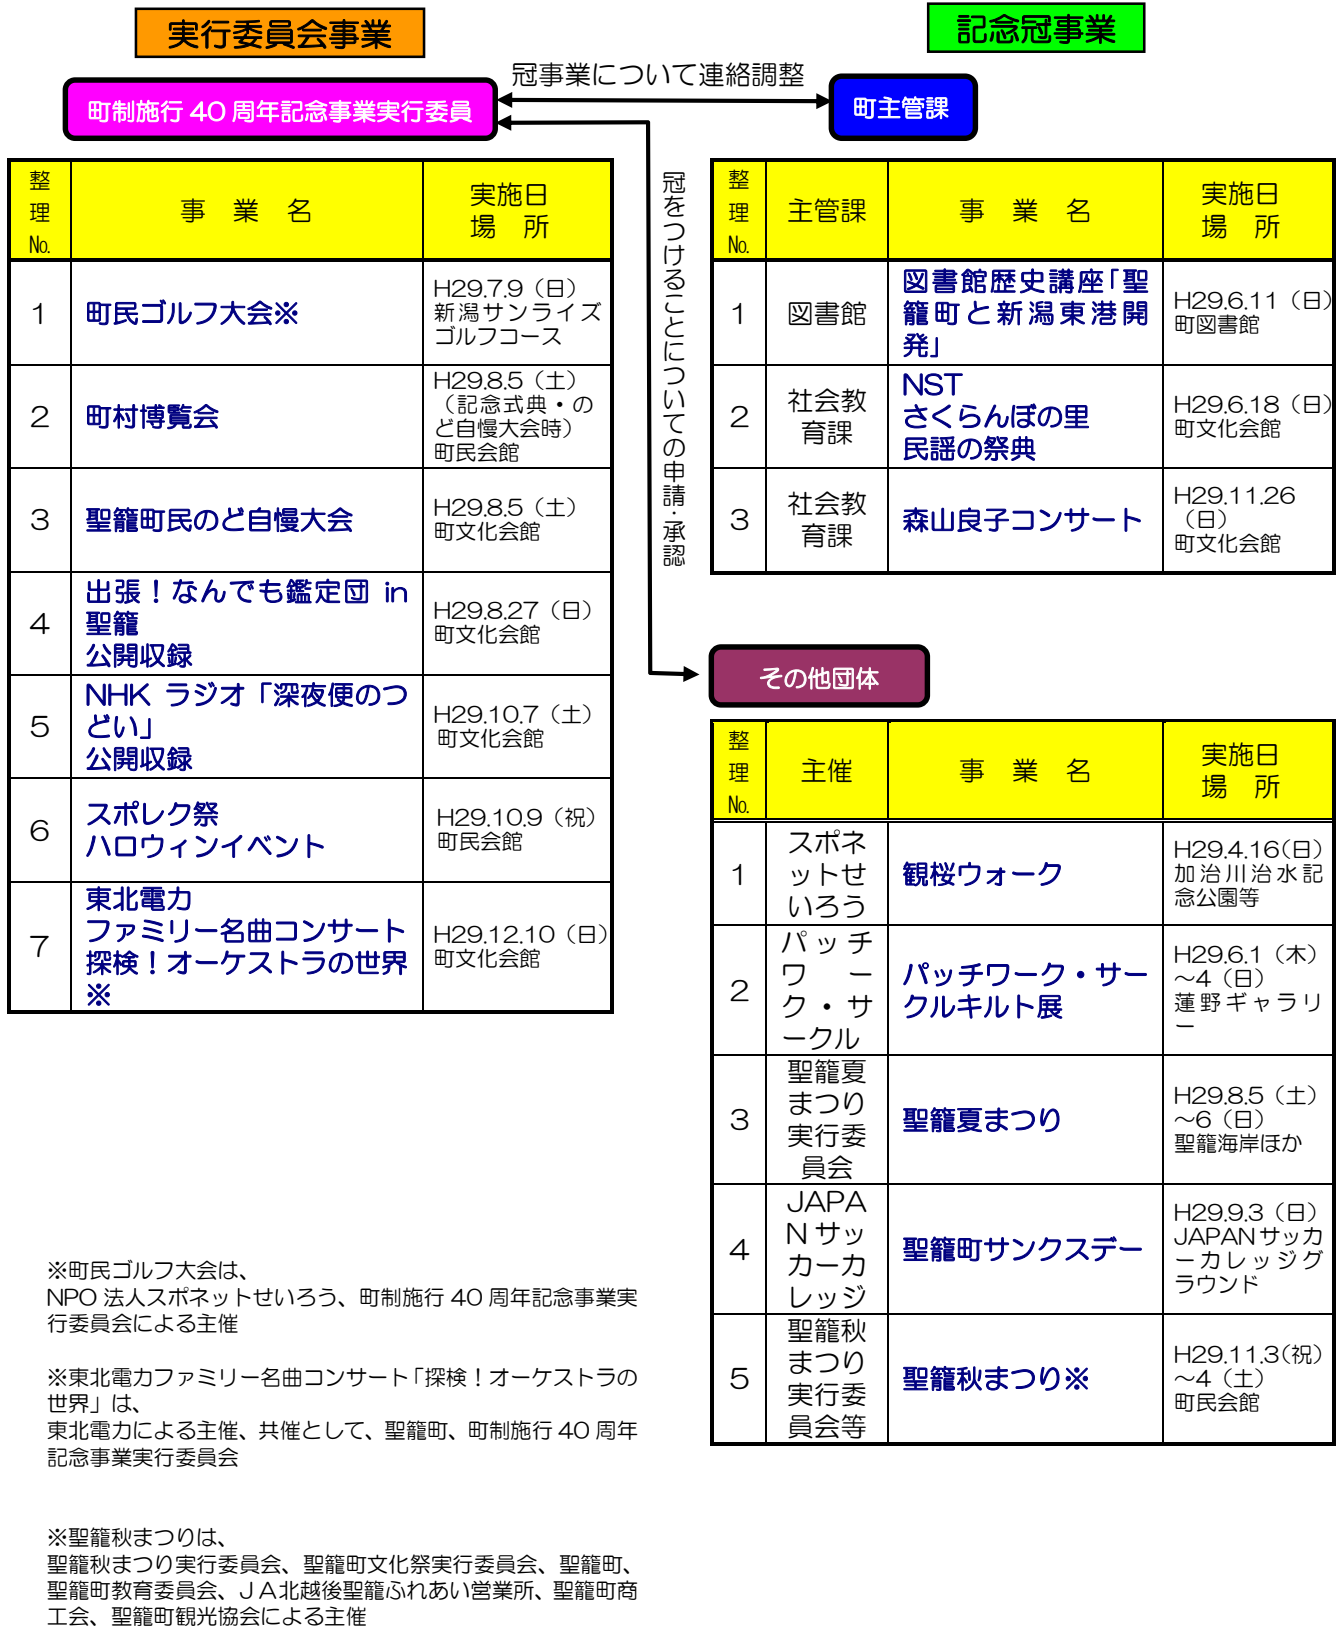 実行委員会事業
記念冠事業
冠事業について連絡調整
町制施行 40 周年記念事業実行委員
町主管課
冠をつけることについての申請・承認
整
理
№
事　業　名
実施日
場　所
1
町民ゴルフ大会※
H29.7.9（日）
新潟サンライズ
ゴルフコース
2
町村博覧会
H29.8.5（土）
（記念式典・の
ど自慢大会時）
町民会館
3
聖籠町民のど自慢大会
H29.8.5（土）
町文化会館
4
出張！なんでも鑑定団 in
聖籠
公開収録
H29.8.27（日）
町文化会館
5
NHK ラジオ「深夜便のつ
どい」
公開収録
H29.10.7（土）
町文化会館
6
スポレク祭
ハロウィンイベント
H29.10.9（祝）
町民会館
7
東北電力
ファミリー名曲コンサート
探検！オーケストラの世界
※
H29.12.10（日）
町文化会館
整
理
№
主管課
事　業　名
実施日
場　所
1
図書館
図書館歴史講座「聖
籠町と新潟東港開
発」
H29.6.11（日）
町図書館
2
社会教
育課
NST
さくらんぼの里
民謡の祭典
H29.6.18（日）
町文化会館
3
社会教
育課
森山良子コンサート
H29.11.26
（日）
町文化会館
その他団体
整
理
№
主催
事　業　名
実施日
場　所
1
スポネ
ットせ
いろう
観桜ウォーク
H29.4.16（日）
加治川治水記
念公園等
2
パッチ
ワー
ク・サ
ークル
パッチワーク・サー
クルキルト展
H29.6.1（木）
～4（日）
蓮野ギャラリ
ー
3
聖籠夏
まつり
実行委
員会
聖籠夏まつり
H29.8.5（土）
～6（日）
聖籠海岸ほか
4
JAPA
N サッ
カーカ
レッジ
聖籠町サンクスデー
H29.9.3（日）
JAPAN サッカ
ーカレッジグ
ラウンド
5
聖籠秋
まつり
実行委
員会等
聖籠秋まつり※
H29.11.3（祝）
～4（土）
町民会館
※町民ゴルフ大会は、
NPO 法人スポネットせいろう、町制施行 40 周年記念事業実
行委員会による主催
※東北電力ファミリー名曲コンサート「探検！オーケストラの
世界」は、
東北電力による主催、共催として、聖籠町、町制施行 40 周年
記念事業実行委員会
※聖籠秋まつりは、
聖籠秋まつり実行委員会、聖籠町文化祭実行委員会、聖籠町、
聖籠町教育委員会、ＪＡ北越後聖籠ふれあい営業所、聖籠町商
工会、聖籠町観光協会による主催